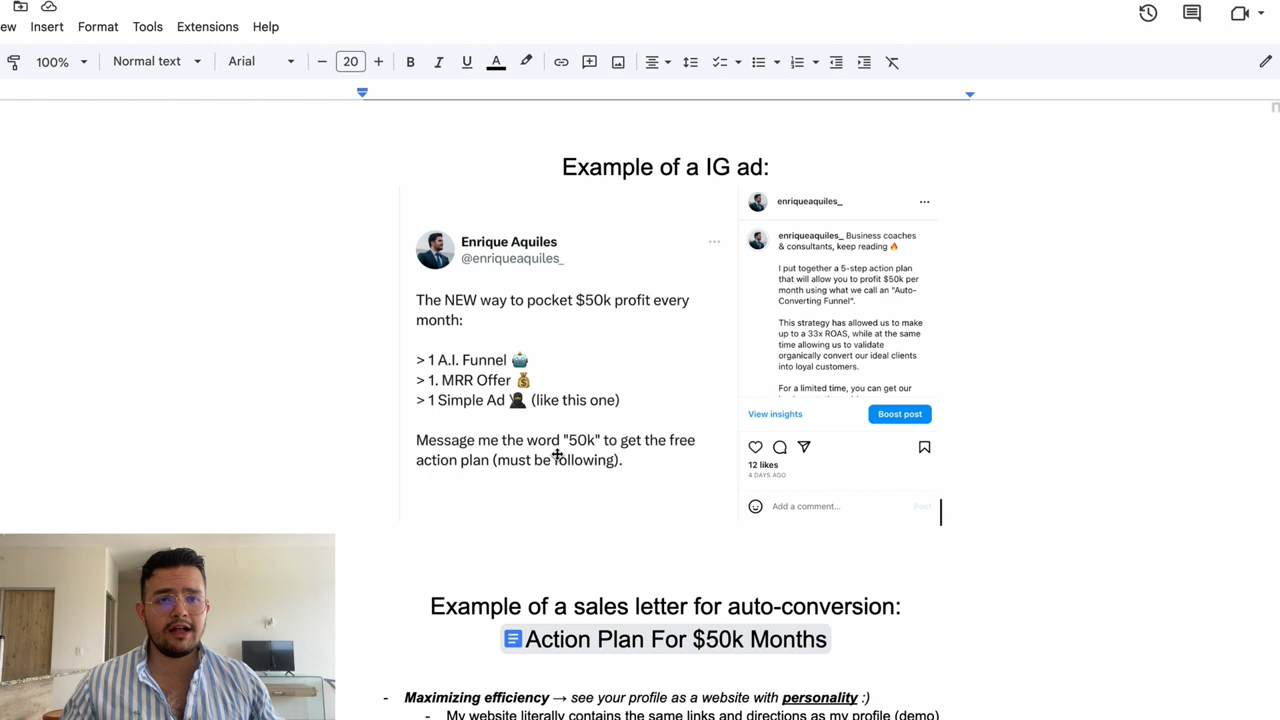 ew Insert Format Tools Extensions Help
100% Normal text Arial 20 B I U A
Example of a IG ad:
Enrique Aquiles
@enriqueaquiles_
The NEW way to pocket $50k profit every
month:
> 1 A.I. Funnel 🤖
> 1. MRR Offer 💰
> 1 Simple Ad 🥷 (like this one)
Message me the word "50k" to get the free
action plan (must be following).
enriqueaquiles_
enriqueaquiles_ Business coaches
& consultants, keep reading 🔥
I put together a 5-step action plan
that will allow you to profit $50k per
month using what we call an "Auto-
Converting Funnel".
This strategy has allowed us to make
up to a 33x ROAS, while at the same
time allowing us to validate
organically convert our ideal clients
into loyal customers.
For a limited time, you can get our
View insights Boost post
12 likes
4 DAYS AGO
Add a comment... Post
Example of a sales letter for auto-conversion:
Action Plan For $50k Months
- Maximizing efficiency → see your profile as a website with personality :)
- My website literally contains the same links and directions as my profile (demo)